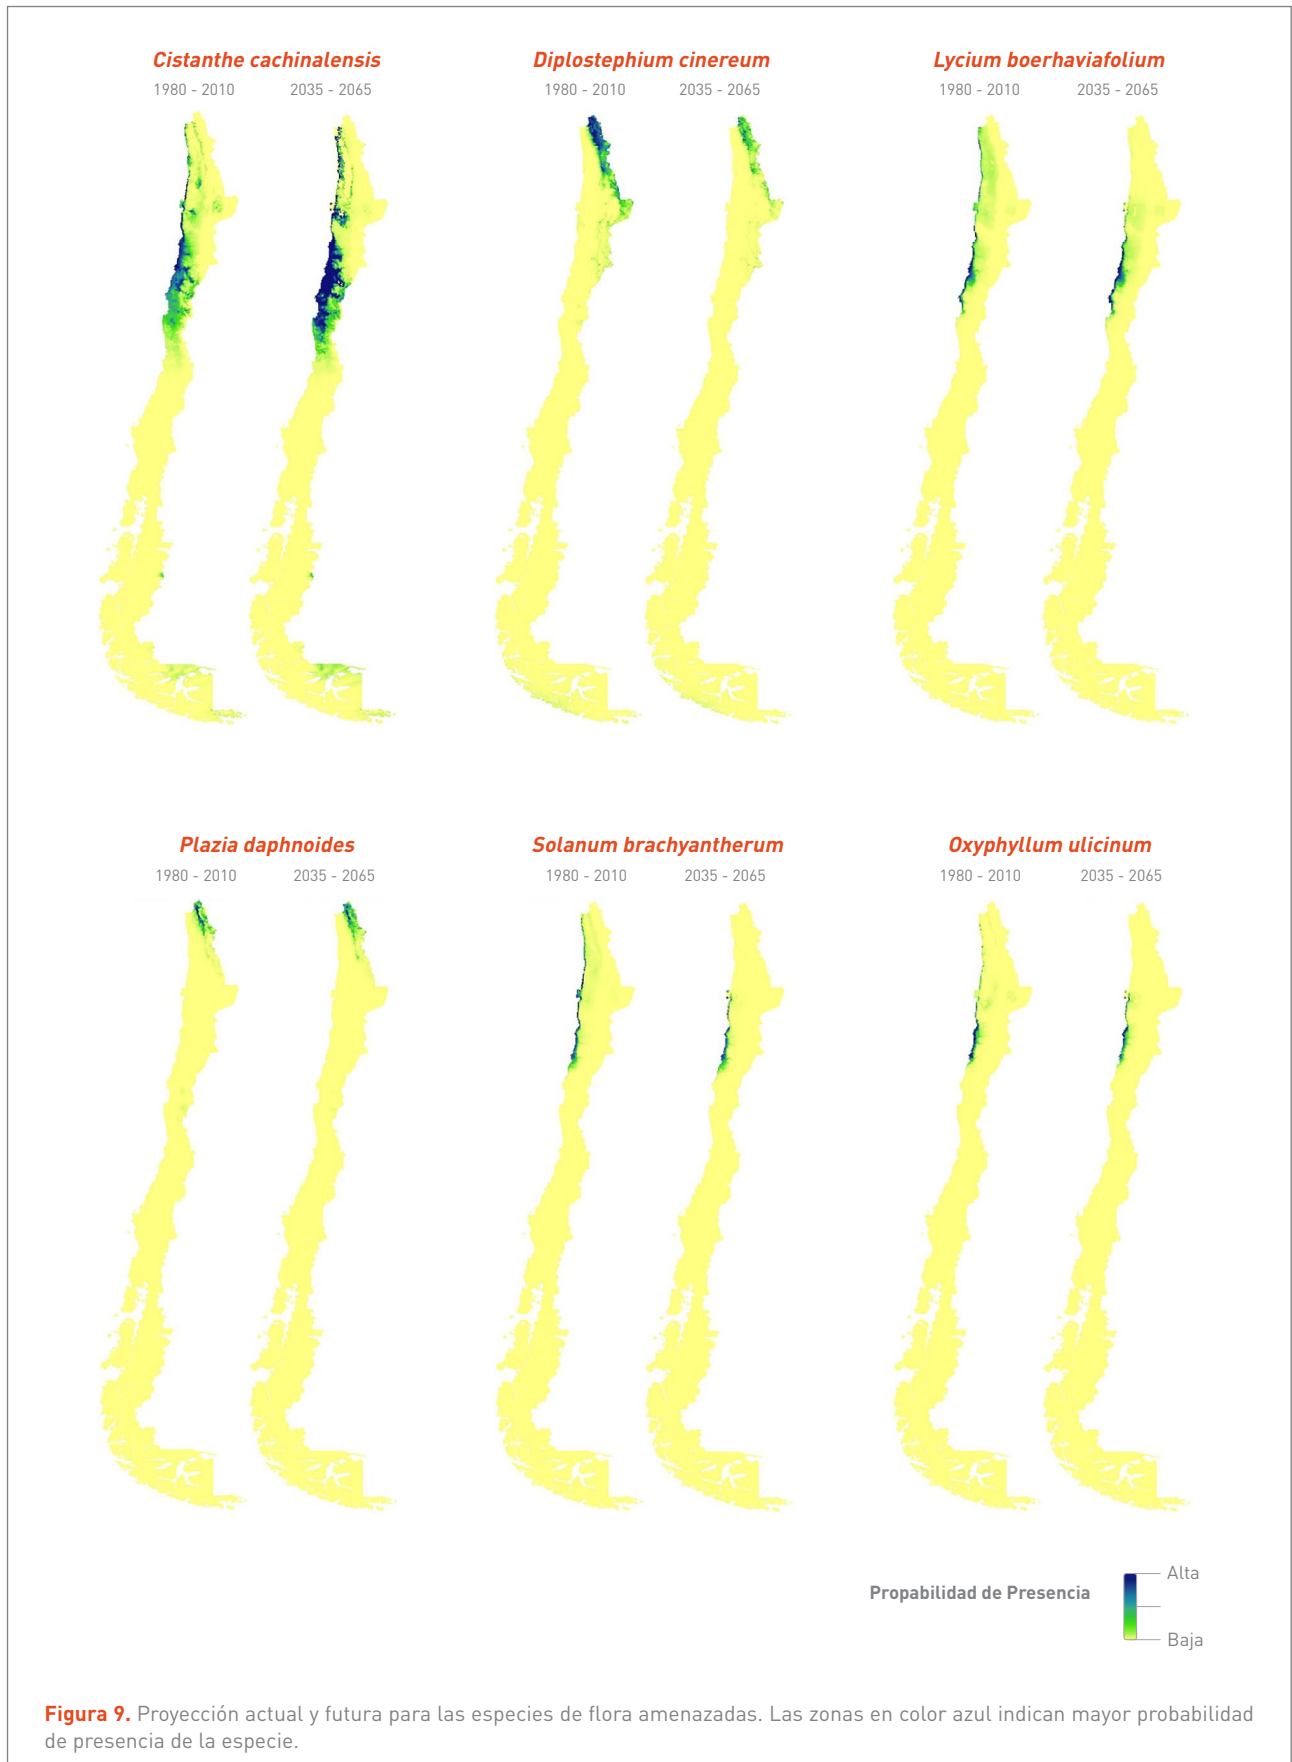 Cistanthe cachinalensis
1980 - 2010
2035 - 2065
Diplostephium cinereum
1980 - 2010
2035 - 2065
Lycium boerhaviafolium
1980 - 2010
2035 - 2065
Plazia daphnoides
1980 - 2010
2035 - 2065
Solanum brachyantherum
1980 - 2010
2035 - 2065
Oxyphyllum ulicinum
1980 - 2010
2035 - 2065
Propabilidad de Presencia
Alta
Baja
Figura 9. Proyección actual y futura para las especies de flora amenazadas. Las zonas en color azul indican mayor probabilidad
de presencia de la especie.